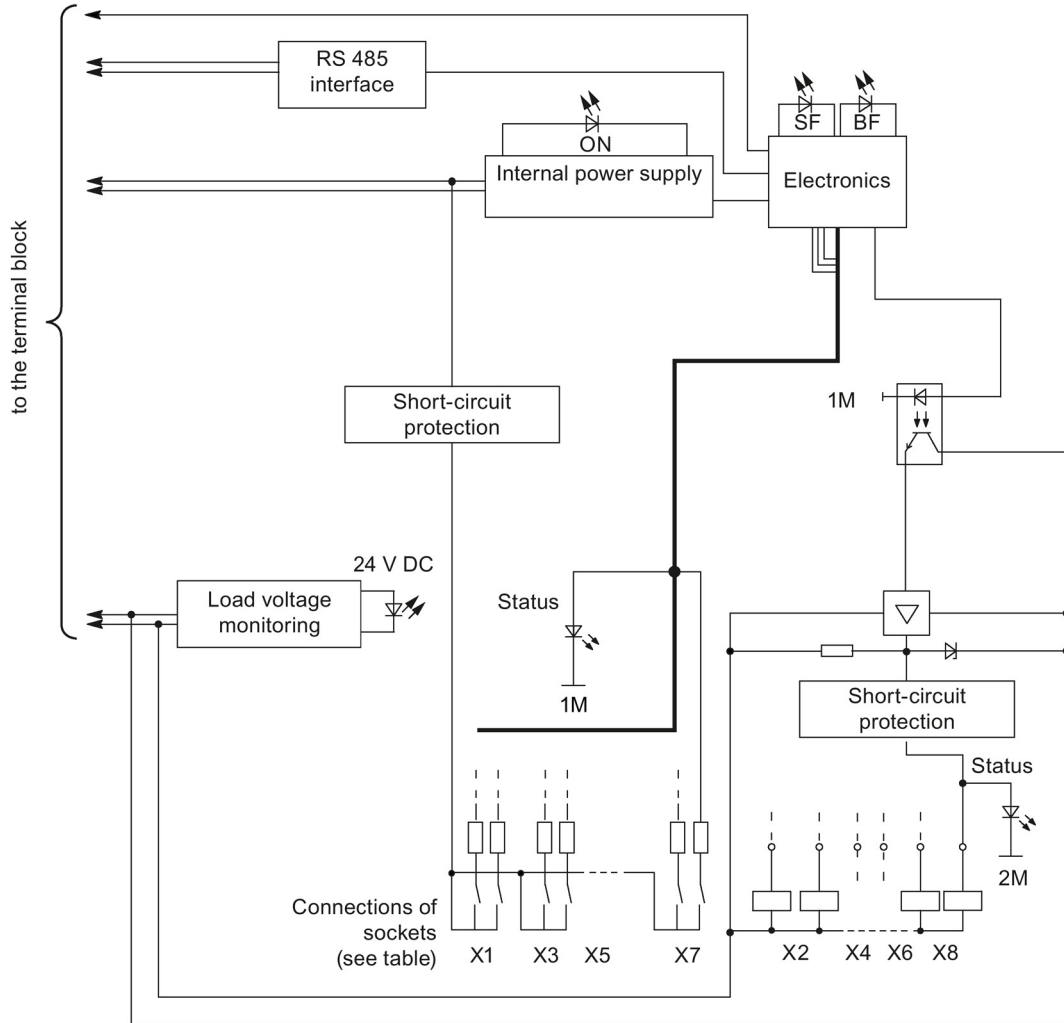 RS 485
interface
SF
BF
ON
Internal power supply
Electronics
to the terminal block
Short-circuit
protection
1M
24 V DC
Load voltage
monitoring
Status
1M
Short-circuit
protection
Status
2M
Connections of
sockets
(see table)
X1
X3
X5
X7
X2
X4
X6
X8